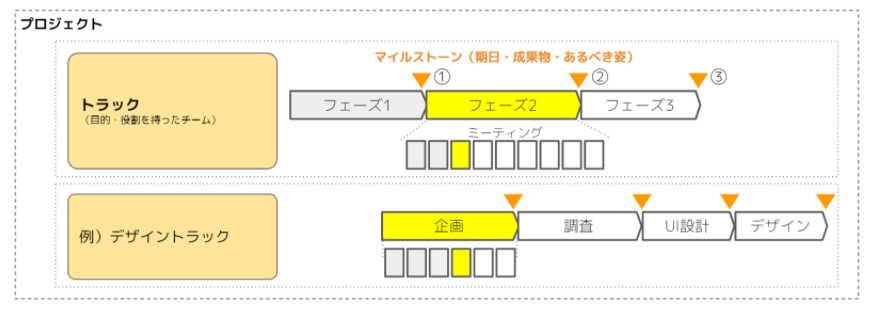 プロジェクト
マイルストーン（期日・成果物・あるべき姿）
① ② ③
トラック
（目的・役割を持ったチーム）
フェーズ1 フェーズ2 フェーズ3
ミーティング
例）デザイントラック
企画 調査 UI設計 デザイン